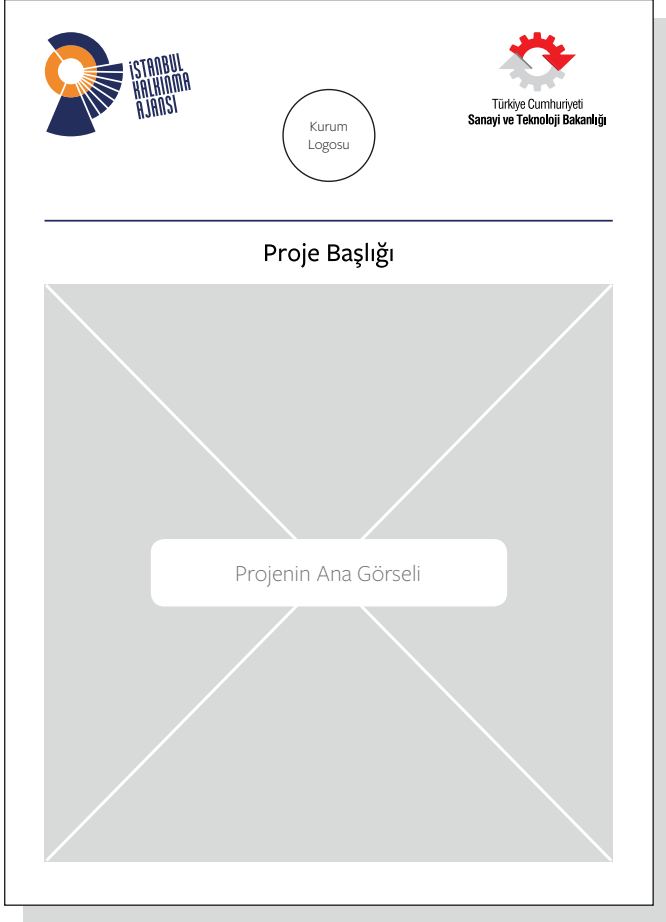 İSTANBUL
KALKINMA
AJANSI
Kurum
Logosu
Türkiye Cumhuriyeti
Sanayi ve Teknoloji Bakanlığı
Proje Başlığı
Projenin Ana Görseli